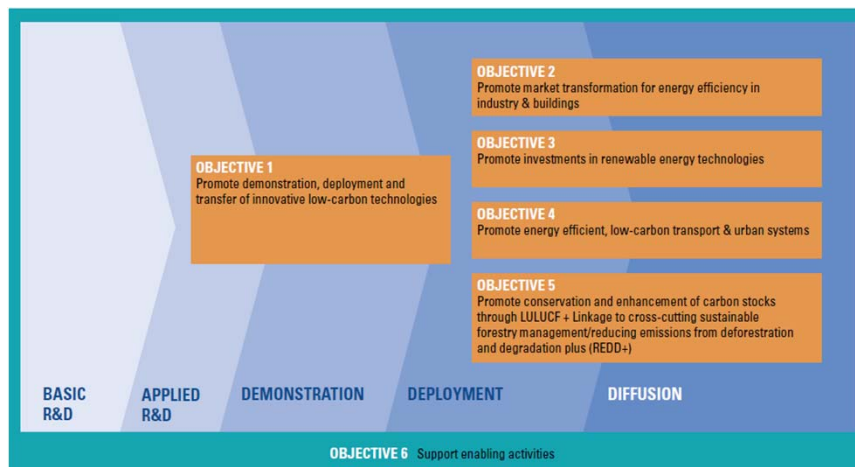 OBJECTIVE 2
Promote market transformation for energy efficiency in
industry & buildings
OBJECTIVE 3
Promote investments in renewable energy technologies
OBJECTIVE 1
Promote demonstration, deployment and
transfer of innovative low-carbon technologies
OBJECTIVE 4
Promote energy efficient, low-carbon transport & urban systems
OBJECTIVE 5
Promote conservation and enhancement of carbon stocks
through LULUCF + Linkage to cross-cutting sustainable
forestry management/reducing emissions from deforestration
and degradation plus (REDD+)
BASIC
R&D
APPLIED
R&D
DEMONSTRATION
DEPLOYMENT
DIFFUSION
OBJECTIVE 6 Support enabling activities